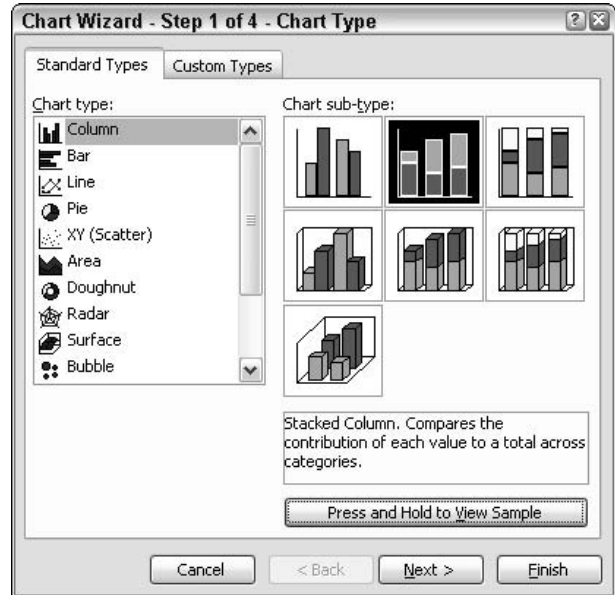 Chart Wizard - Step 1 of 4 - Chart Type
Standard Types
Custom Types
Chart type:
Column
Bar
Line
Pie
XY (Scatter)
Area
Doughnut
Radar
Surface
Bubble
Chart sub-type:
Stacked Column. Compares the
contribution of each value to a total across
categories.
Press and Hold to View Sample
Cancel
< Back
Next >
Finish